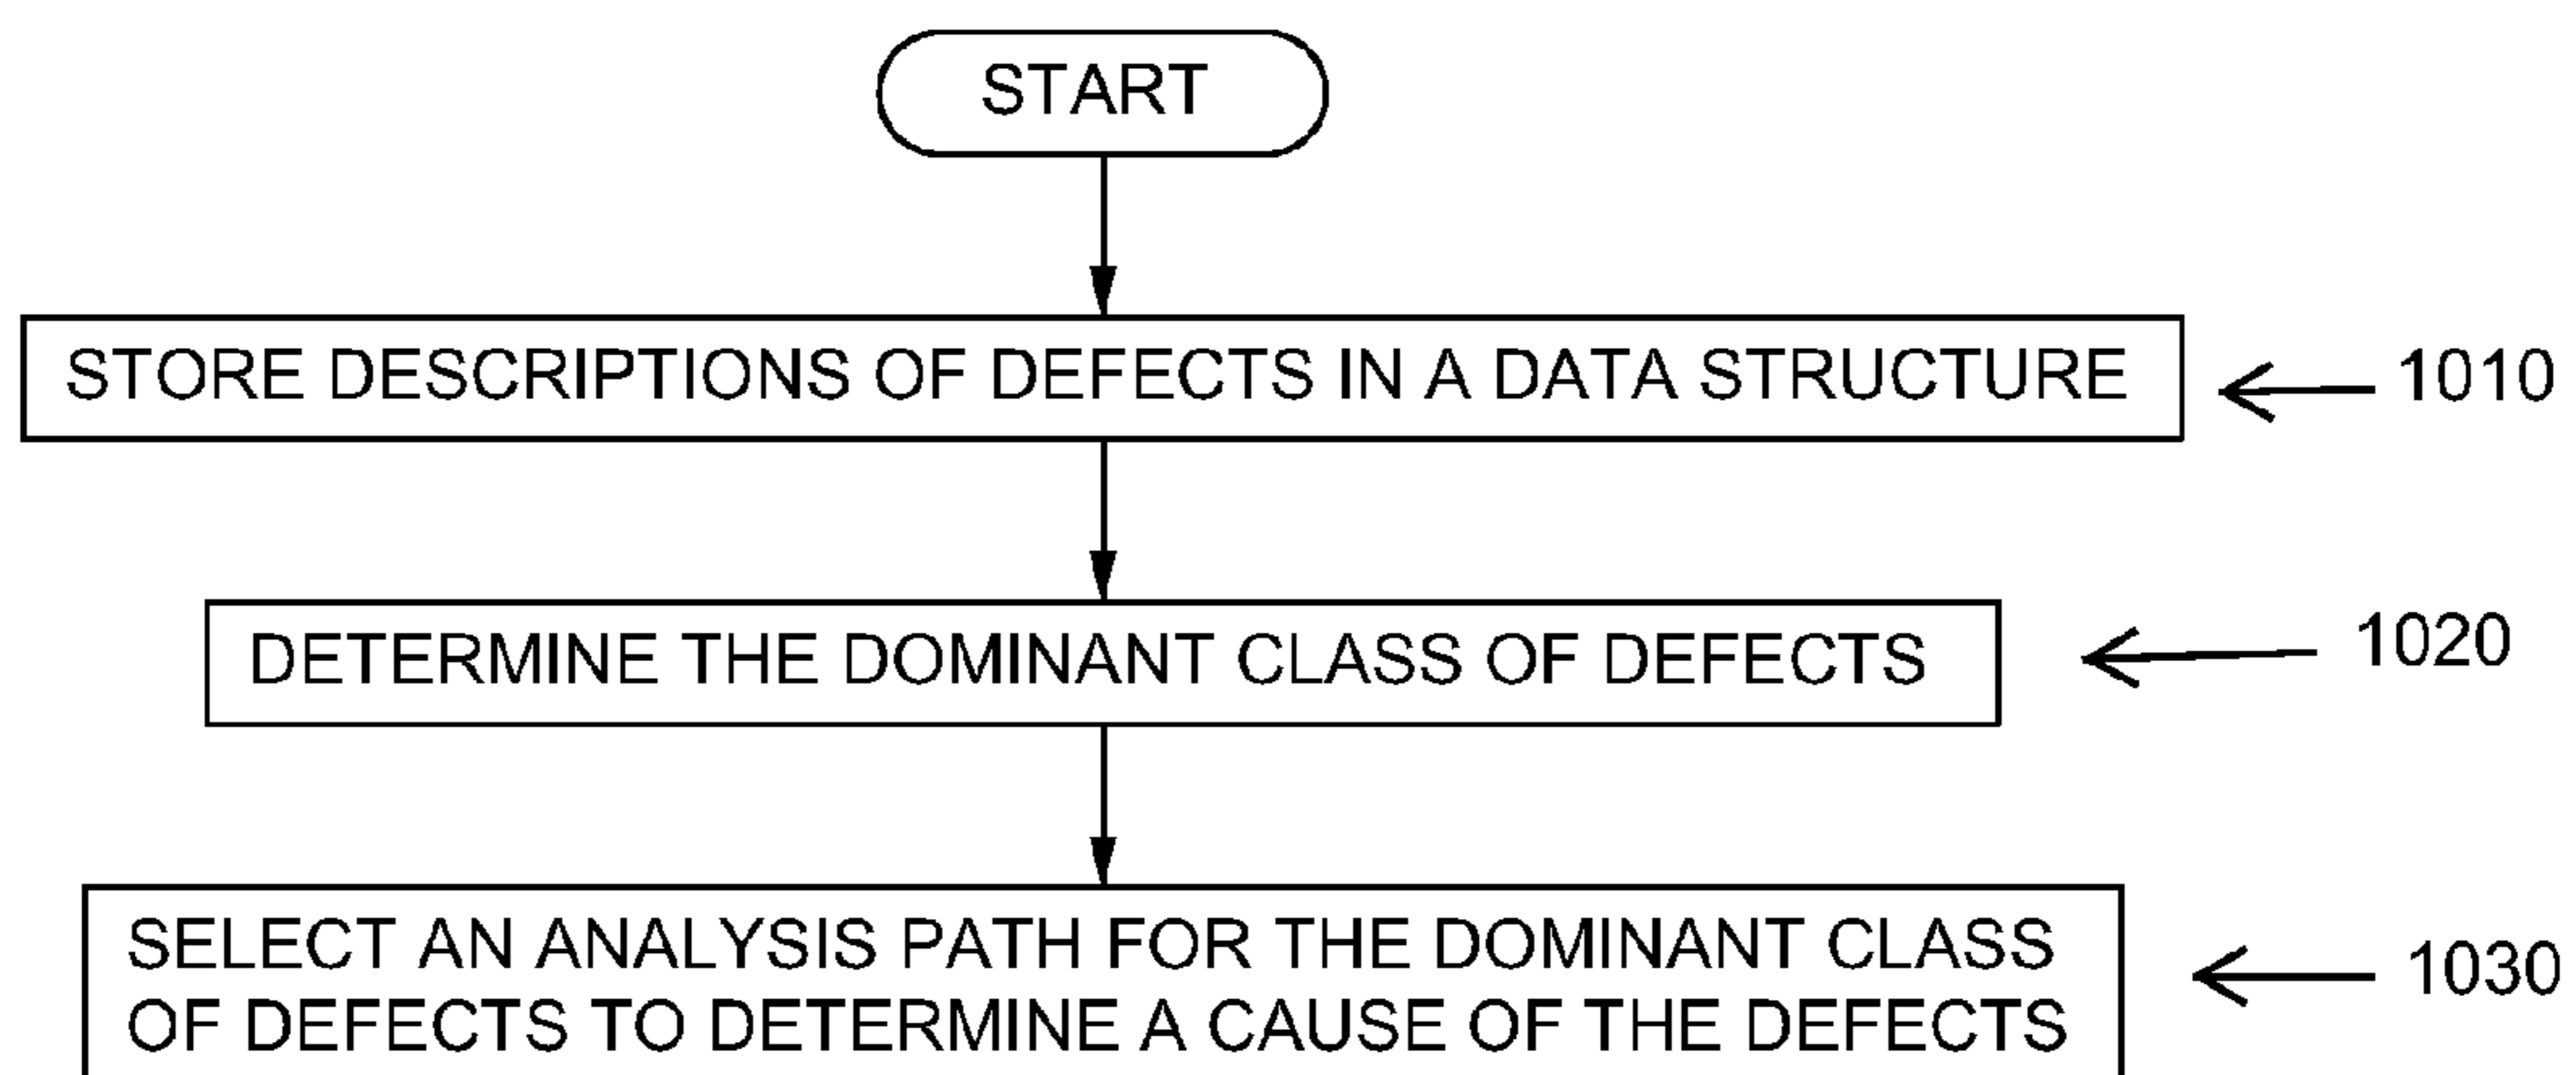 START
STORE DESCRIPTIONS OF DEFECTS IN A DATA STRUCTURE
1010
DETERMINE THE DOMINANT CLASS OF DEFECTS
1020
SELECT AN ANALYSIS PATH FOR THE DOMINANT CLASS
OF DEFECTS TO DETERMINE A CAUSE OF THE DEFECTS
1030